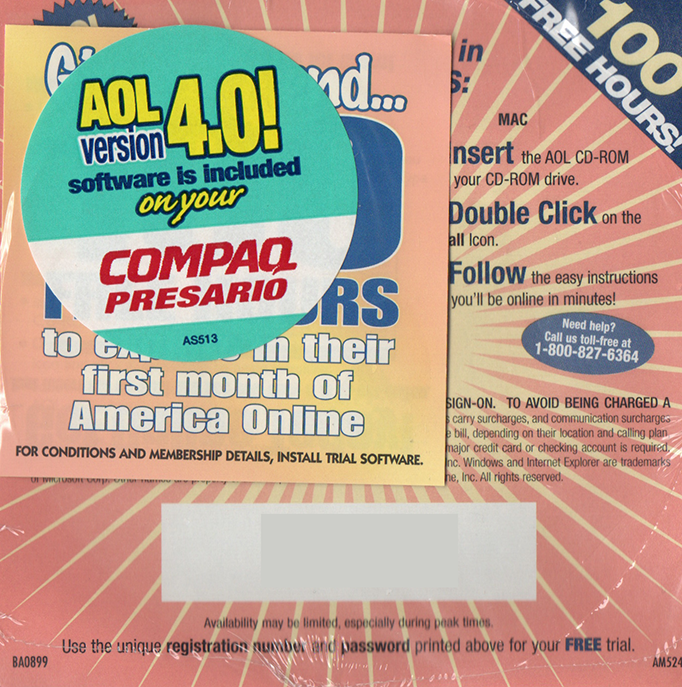 100
FREE HOURS!
in
S:
nd...
AOL
version 4.0!
software is included
on your
COMPAQ
PRESARIO
AS513
URS
to in their
first month of
America Online
FOR CONDITIONS AND MEMBERSHIP DETAILS, INSTALL TRIAL SOFTWARE.
MAC
nsert the AOL CD-ROM
your CD-ROM drive.
Double Click on the
all Icon.
Follow the easy instructions
you'll be online in minutes!
Need help?
Call us toll-free at
1-800-827-6364
SIGN-ON. TO AVOID BEING CHARGED A
carry surcharges, and communication surcharges
bill, depending on their location and calling plan.
major credit card or checking account is required.
nc. Windows and Internet Explorer are trademarks
ne, Inc. All rights reserved.
Availability may be limited, especially during peak times.
Use the unique registration number and password printed above for your FREE trial.
BA0899
AM524